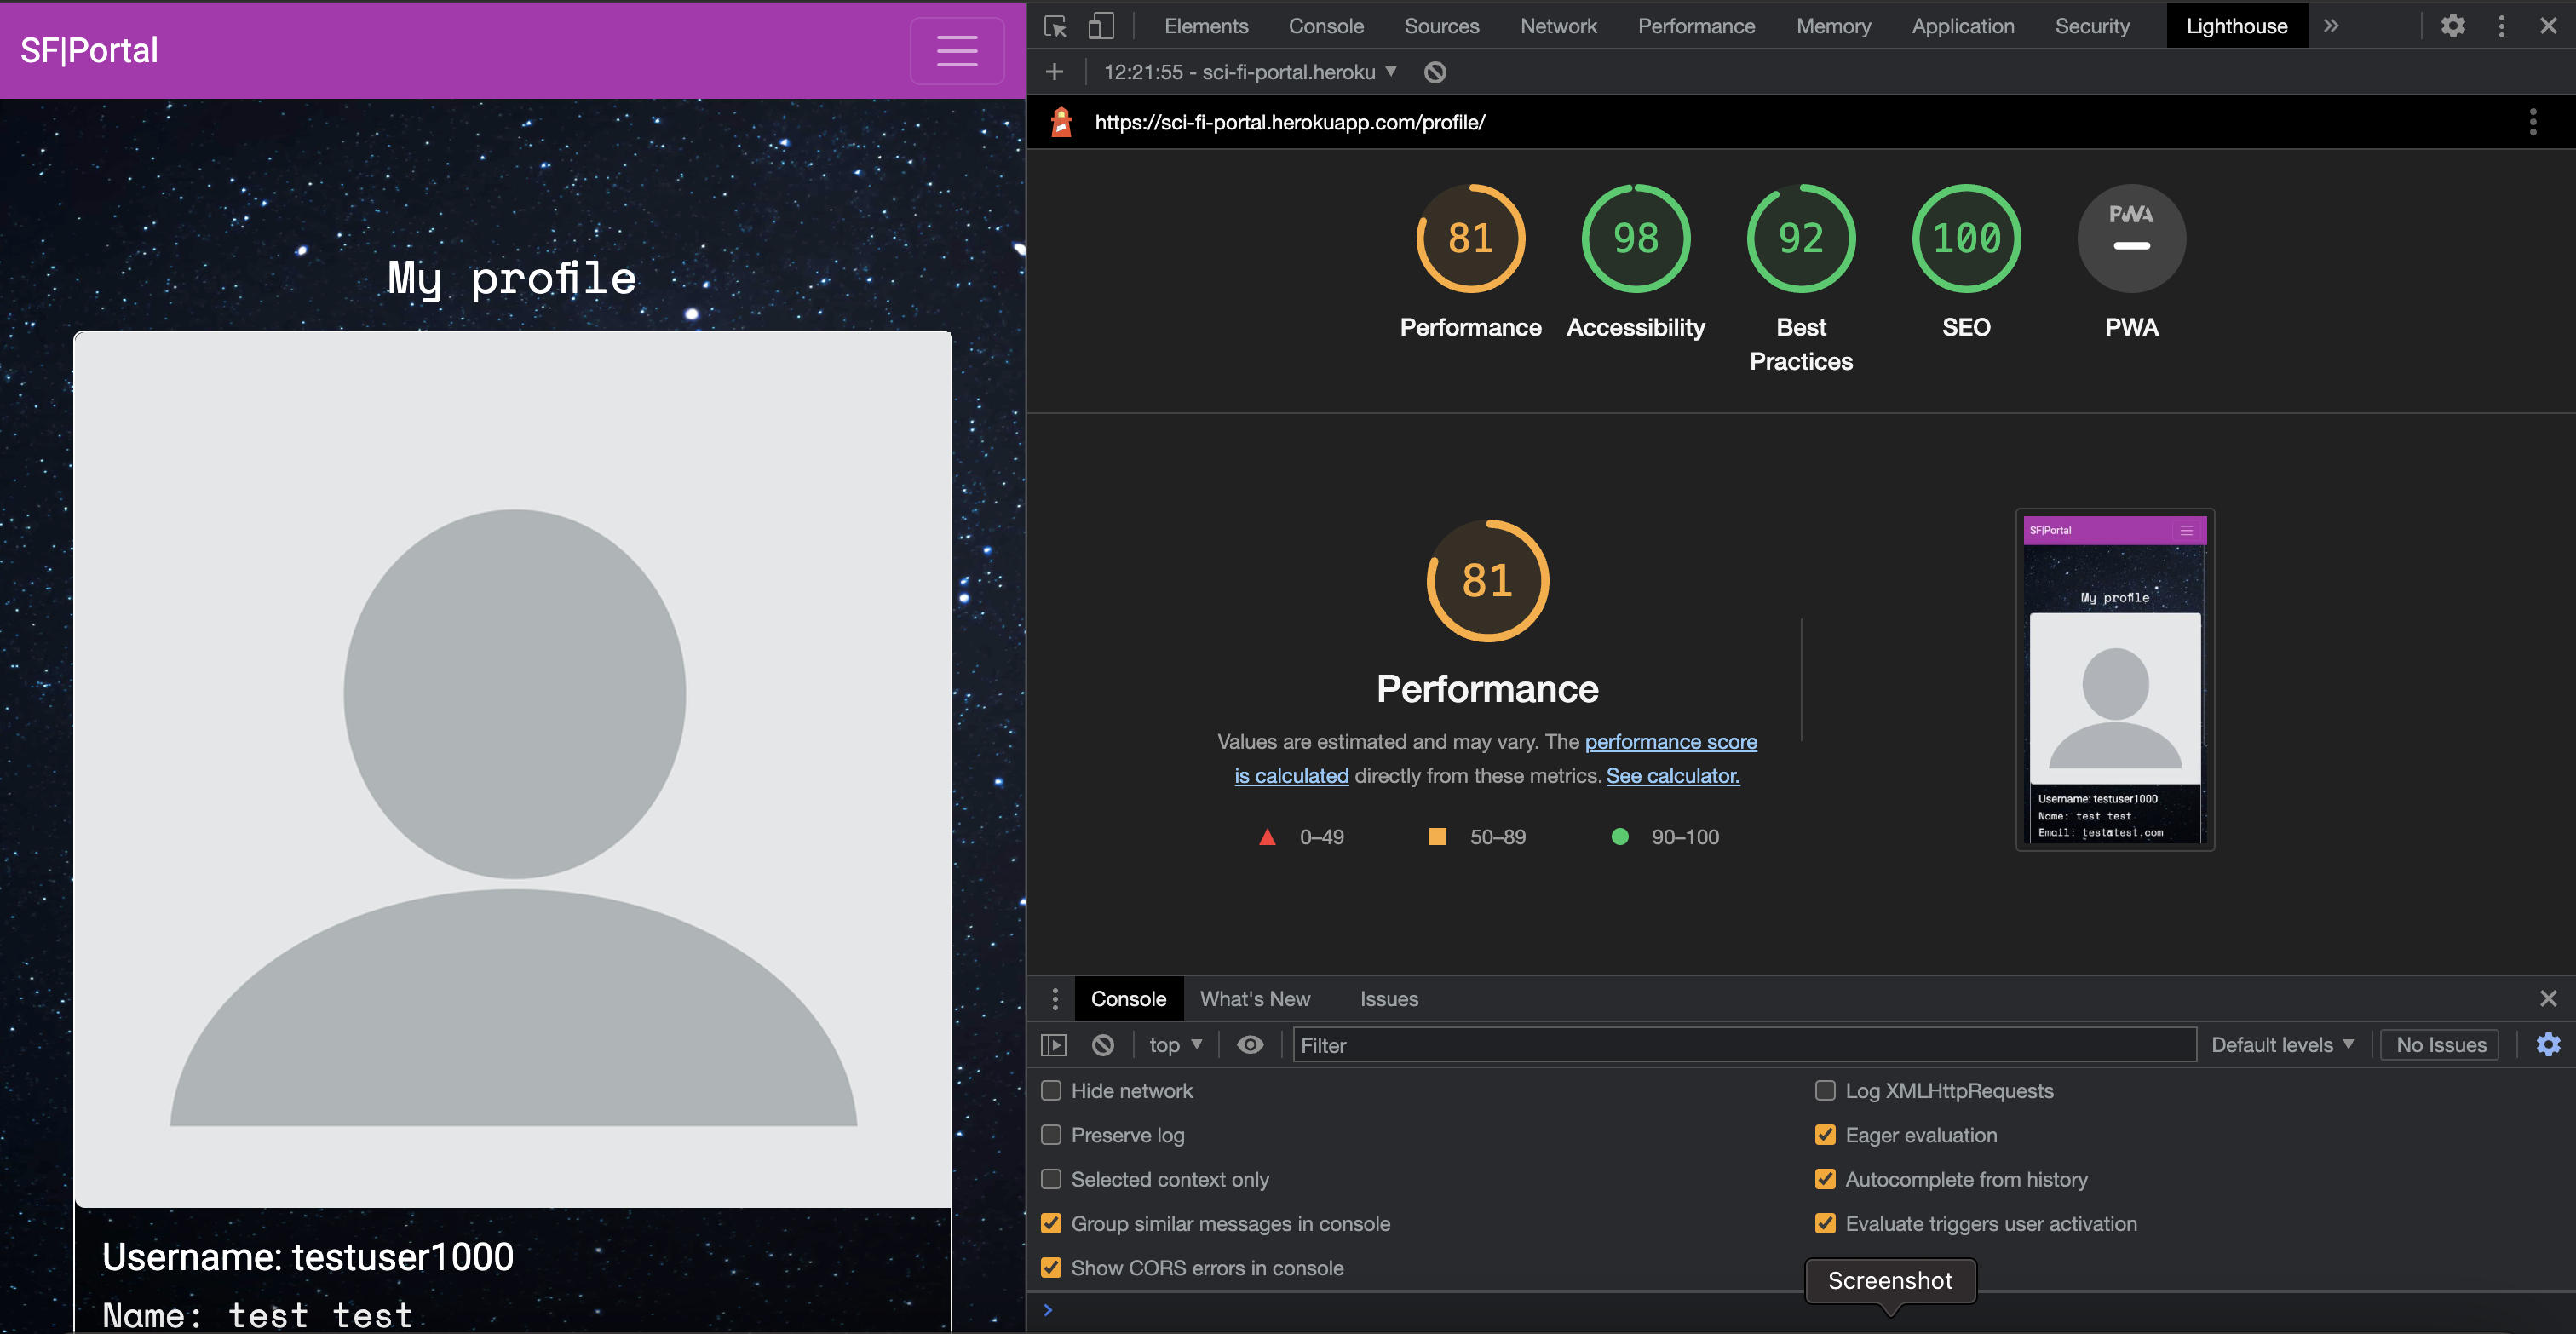 SF|Portal
My profile
Username: testuser1000
Name: test test
Elements Console Sources Network Performance Memory Application Security Lighthouse
12:21:55 - sci-fi-portal.heroku
https://sci-fi-portal.herokuapp.com/profile/
81 98 92 100 PWA
Performance Accessibility Best Practices SEO PWA
81
Performance
Values are estimated and may vary. The performance score
is calculated directly from these metrics. See calculator.
0–49 50–89 90–100
SF|Portal
My profile
Username: testuser1000
Name: test test
Email: test@test.com
Console What's New Issues
top Filter Default levels No Issues
Hide network Log XMLHttpRequests
Preserve log Eager evaluation
Selected context only Autocomplete from history
Group similar messages in console Evaluate triggers user activation
Show CORS errors in console
Screenshot